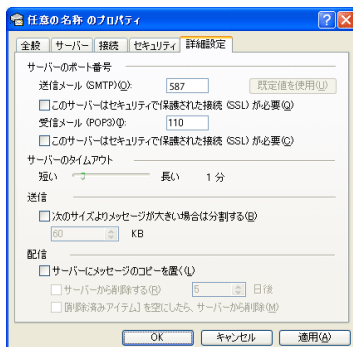 任意の名称 のプロパティ
全般 サーバー 接続 セキュリティ 詳細設定
サーバーのポート番号
送信メール (SMTP)(O): 587 既定値を使用(U)
このサーバーはセキュリティで保護された接続 (SSL) が必要(Q)
受信メール (POP3)(I): 110
このサーバーはセキュリティで保護された接続 (SSL) が必要(C)
サーバーのタイムアウト
短い 長い 1 分
送信
次のサイズよりメッセージが大きい場合は分割する(B)
60 KB
配信
サーバーにメッセージのコピーを置く(L)
サーバーから削除する(R) 5 日後
[削除済みアイテム] を空にしたら、サーバーから削除(M)
OK キャンセル 適用(A)